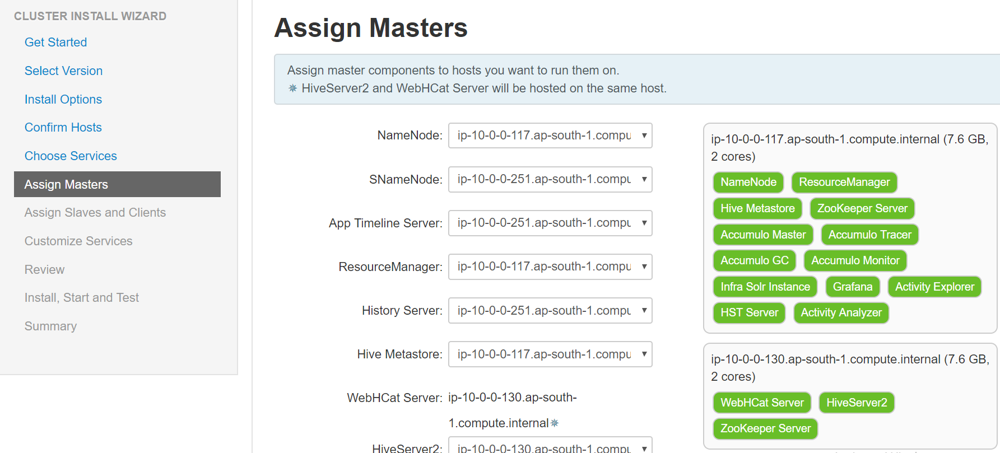 CLUSTER INSTALL WIZARD
Get Started
Select Version
Install Options
Confirm Hosts
Choose Services
Assign Masters
Assign Slaves and Clients
Customize Services
Review
Install, Start and Test
Summary
Assign Masters
Assign master components to hosts you want to run them on.
✵ HiveServer2 and WebHCat Server will be hosted on the same host.
NameNode: ip-10-0-0-117.ap-south-1.compu
SNameNode: ip-10-0-0-251.ap-south-1.compu
App Timeline Server: ip-10-0-0-251.ap-south-1.compu
ResourceManager: ip-10-0-0-117.ap-south-1.compu
History Server: ip-10-0-0-251.ap-south-1.compu
Hive Metastore: ip-10-0-0-117.ap-south-1.compu
WebHCat Server: ip-10-0-0-130.ap-south-
1.compute.internal✵
HiveServer2: ip-10-0-0-130.ap-south-1.compu
ip-10-0-0-117.ap-south-1.compute.internal (7.6 GB,
2 cores)
NameNode ResourceManager
Hive Metastore ZooKeeper Server
Accumulo Master Accumulo Tracer
Accumulo GC Accumulo Monitor
Infra Solr Instance Grafana Activity Explorer
HST Server Activity Analyzer
ip-10-0-0-130.ap-south-1.compute.internal (7.6 GB,
2 cores)
WebHCat Server HiveServer2
ZooKeeper Server